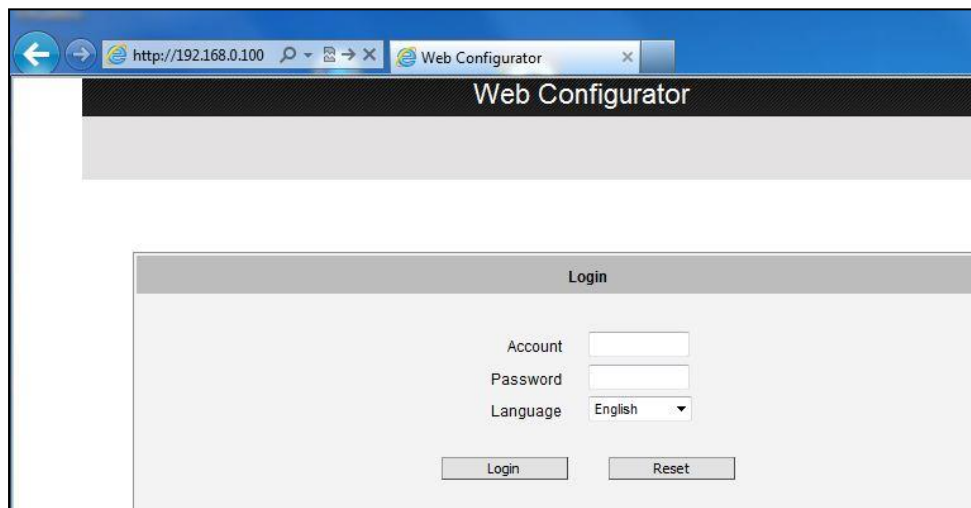 http://192.168.0.100
Web Configurator
Web Configurator
Login
Account
Password
Language English
Login Reset